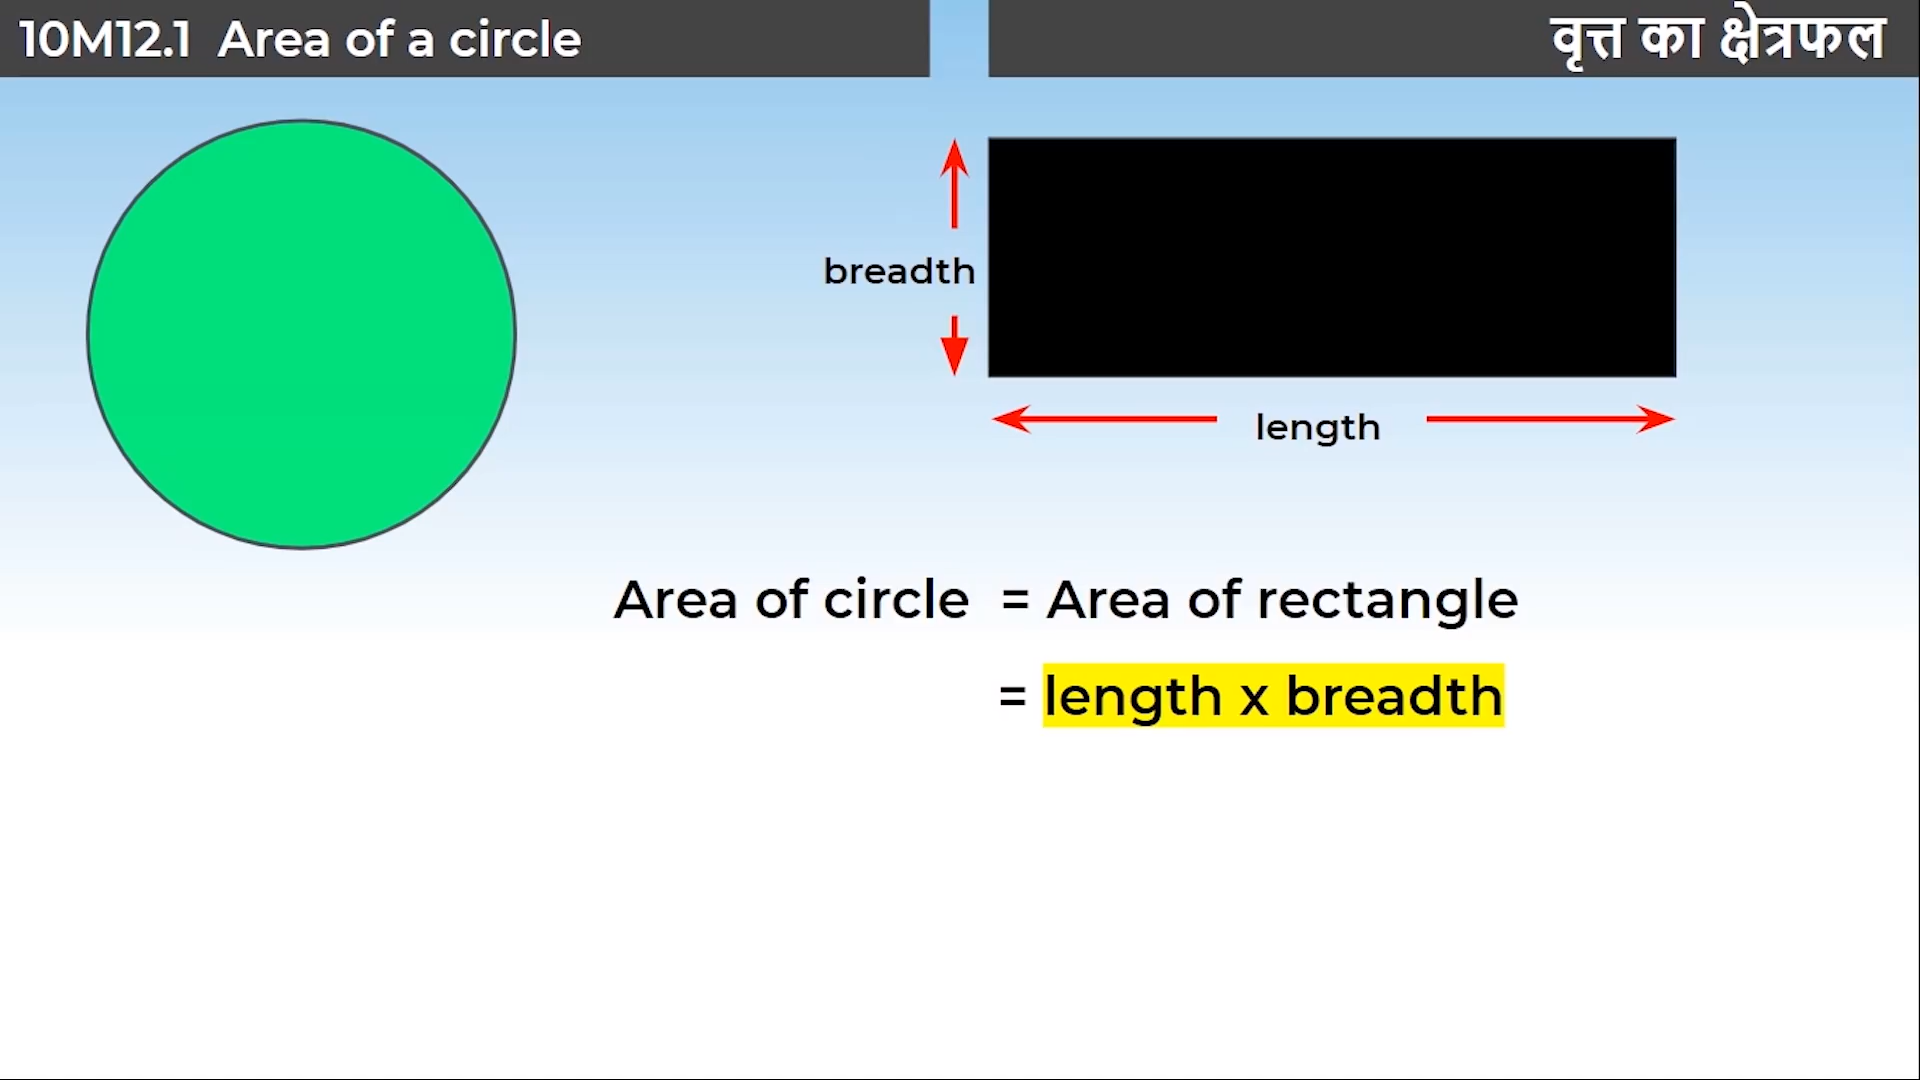 10M12.1 Area of a circle
वृत्त का क्षेत्रफल
breadth
length
Area of circle = Area of rectangle
= length x breadth